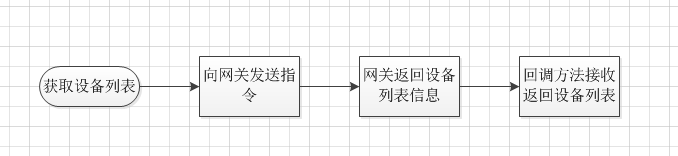 获取设备列表
向网关发送指
令
网关返回设备
列表信息
回调方法接收
返回设备列表